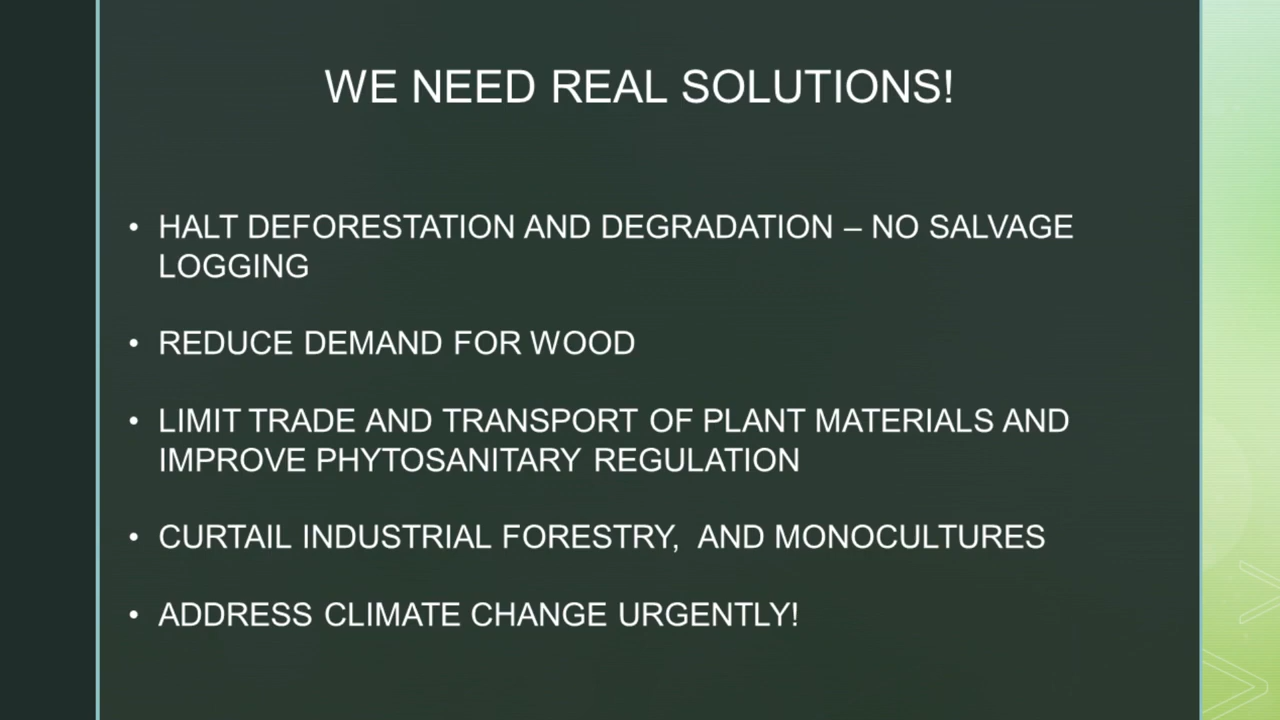 WE NEED REAL SOLUTIONS!
• HALT DEFORESTATION AND DEGRADATION – NO SALVAGE
LOGGING
• REDUCE DEMAND FOR WOOD
• LIMIT TRADE AND TRANSPORT OF PLANT MATERIALS AND
IMPROVE PHYTOSANITARY REGULATION
• CURTAIL INDUSTRIAL FORESTRY,  AND MONOCULTURES
• ADDRESS CLIMATE CHANGE URGENTLY!